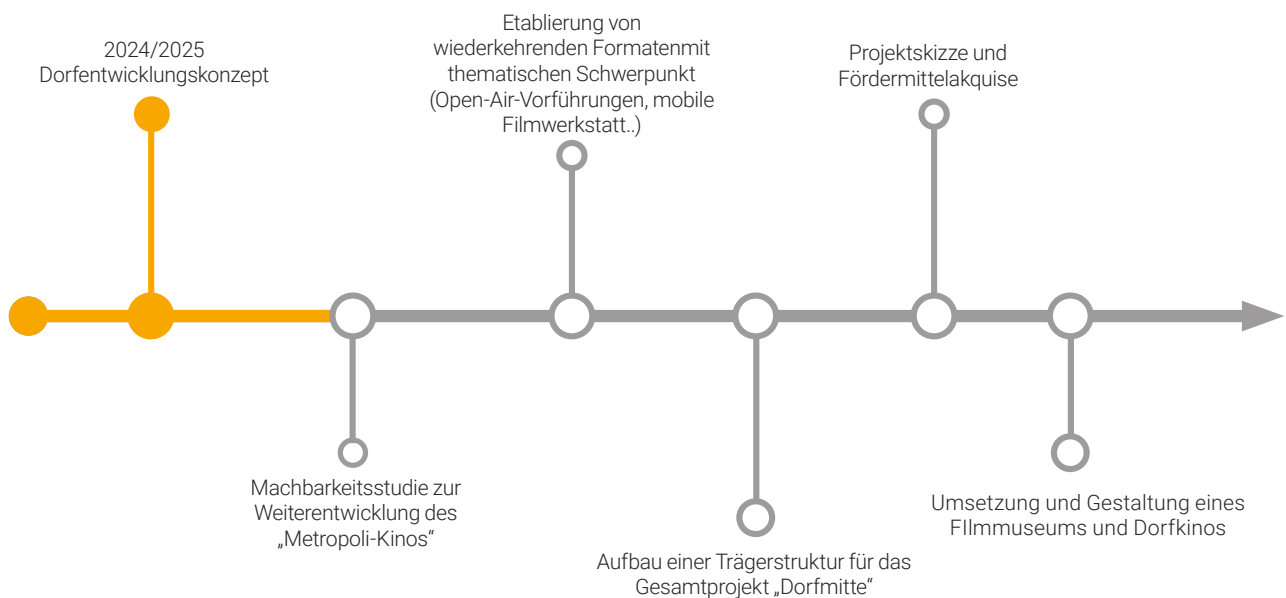 2024/2025
Dorfentwicklungskonzept
Machbarkeitsstudie zur
Weiterentwicklung des
„Metropoli-Kinos“
Etablierung von
wiederkehrenden Formatenmit
thematischen Schwerpunkt
(Open-Air-Vorführungen, mobile
Filmwerkstatt..)
Aufbau einer Trägerstruktur für das
Gesamtprojekt „Dorfmitte“
Projektskizze und
Fördermittelakquise
Umsetzung und Gestaltung eines
FIlmmuseums und Dorfkinos